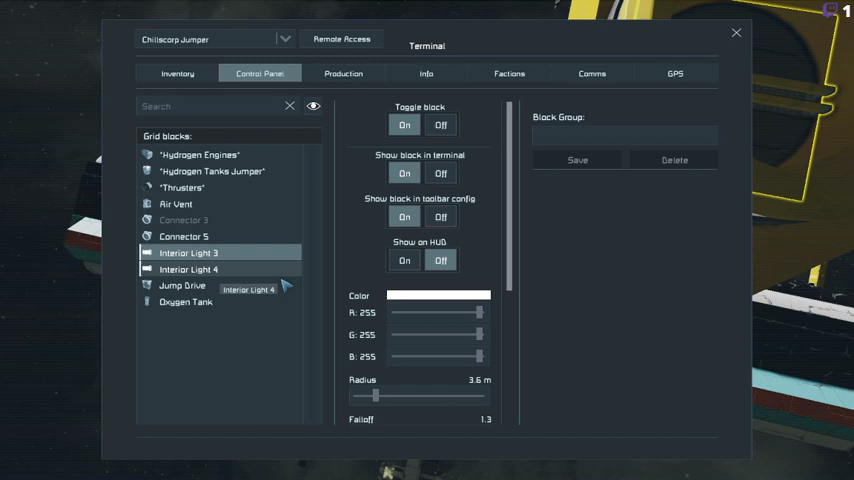 1
Chillscorp Jumper
Remote Access
Terminal
Inventory
Control Panel
Production
Info
Factions
Comms
GPS
Search
Grid blocks:
"Hydrogen Engines"
"Hydrogen Tanks Jumper"
"Thrusters"
Air Vent
Connector 3
Connector 5
Interior Light 3
Interior Light 4
Jump Drive
Interior Light 4
Oxygen Tank
Toggle block
On Off
Show block in terminal
On Off
Show block in toolbar config
On Off
Show on HUD
On Off
Color
R: 255
G: 255
B: 255
Radius 3.6 m
Falloff 1.3
Block Group:
Save Delete